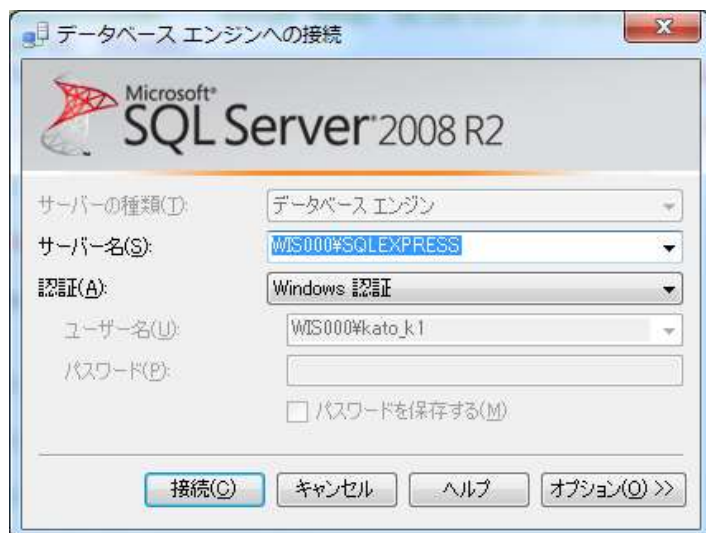 データベース エンジンへの接続
Microsoft®
SQL Server® 2008 R2
サーバーの種類(T): データベース エンジン
サーバー名(S): WIS000¥SQLEXPRESS
認証(A): Windows 認証
ユーザー名(U): WIS000¥kato_k1
パスワード(P):
パスワードを保存する(M)
接続(C) キャンセル ヘルプ オプション(O) >>